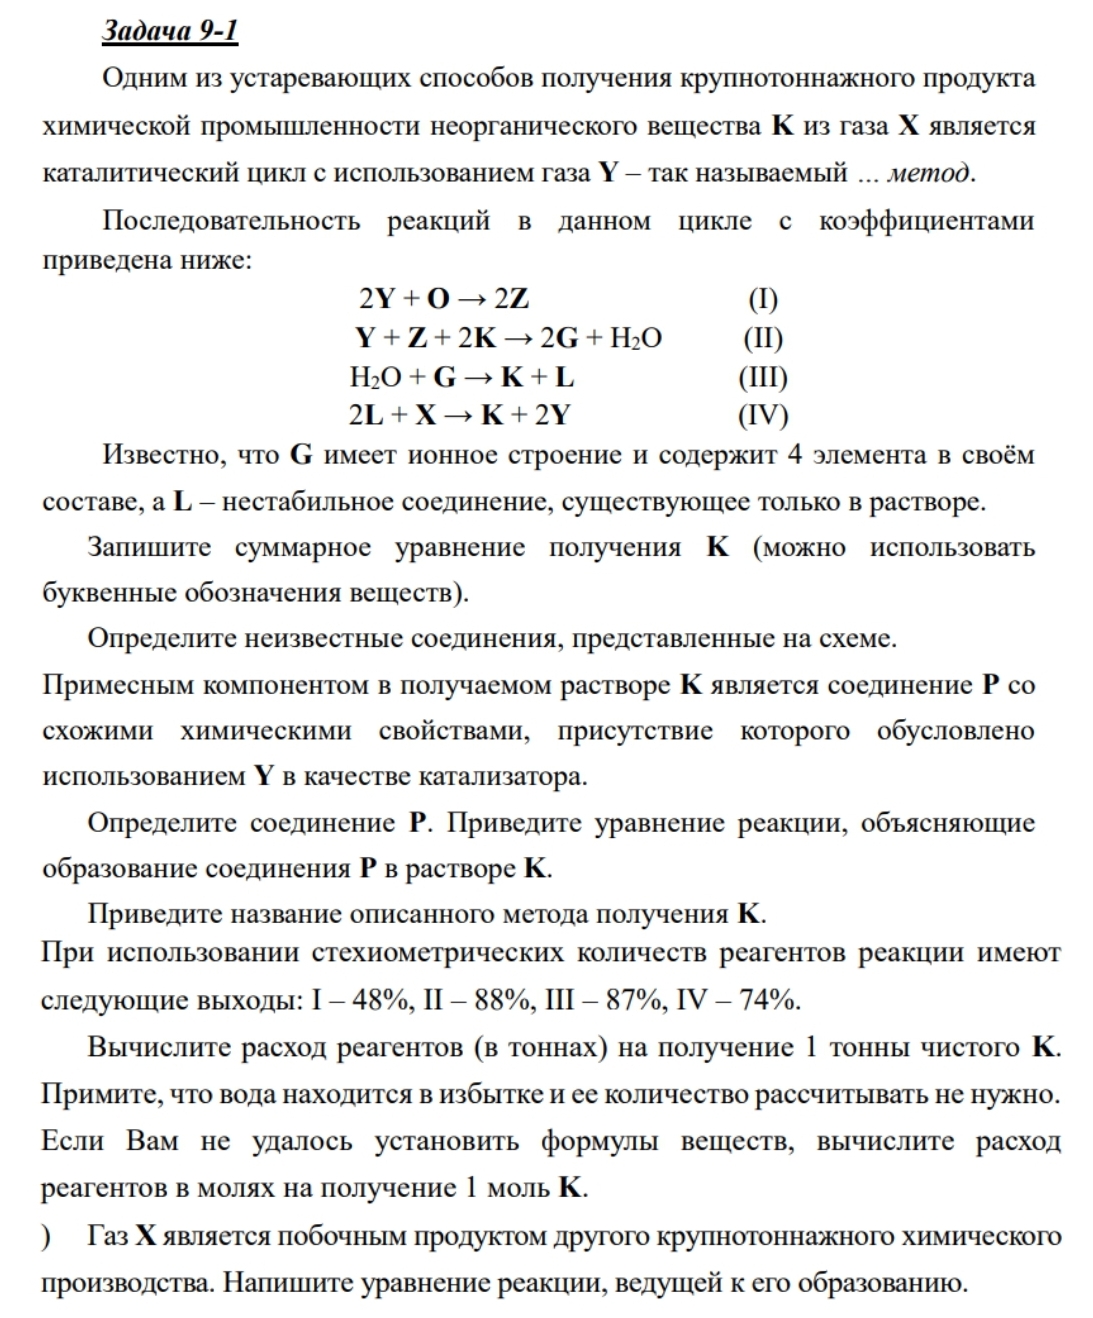 Задача 9-1
Одним из устаревающих способов получения крупнотоннажного продукта
химической промышленности неорганического вещества K из газа X является
каталитический цикл с использованием газа Y – так называемый ... метод.
Последовательность реакций в данном цикле с коэффициентами
приведена ниже:
2Y + O → 2Z (I)
Y + Z + 2K → 2G + H₂O (II)
H₂O + G → K + L (III)
2L + X → K + 2Y (IV)
Известно, что G имеет ионное строение и содержит 4 элемента в своём
составе, а L – нестабильное соединение, существующее только в растворе.
Запишите суммарное уравнение получения K (можно использовать
буквенные обозначения веществ).
Определите неизвестные соединения, представленные на схеме.
Примесным компонентом в получаемом растворе K является соединение P со
схожими химическими свойствами, присутствие которого обусловлено
использованием Y в качестве катализатора.
Определите соединение P. Приведите уравнение реакции, объясняющие
образование соединения P в растворе K.
Приведите название описанного метода получения K.
При использовании стехиометрических количеств реагентов реакции имеют
следующие выходы: I – 48%, II – 88%, III – 87%, IV – 74%.
Вычислите расход реагентов (в тоннах) на получение 1 тонны чистого K.
Примите, что вода находится в избытке и ее количество рассчитывать не нужно.
Если Вам не удалось установить формулы веществ, вычислите расход
реагентов в молях на получение 1 моль K.
) Газ X является побочным продуктом другого крупнотоннажного химического
производства. Напишите уравнение реакции, ведущей к его образованию.